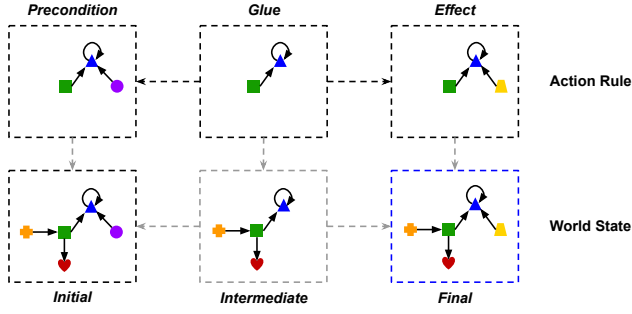 Precondition Glue Effect
Action Rule
World State
Initial Intermediate Final